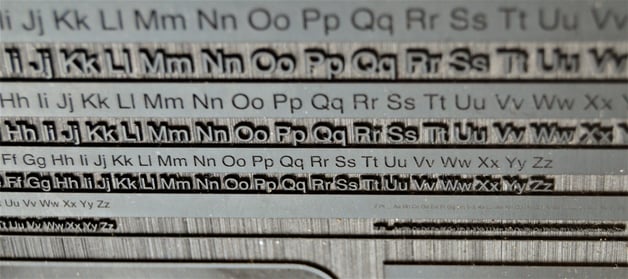 Ii Jj Kk Ll Mm Nn Oo Pp Qq Rr Ss Tt Uu Vv
Ii Jj Kk Ll Mm Nn Oo Pp Qq Rr Ss Tt Uu Vv
Hh Ii Jj Kk Ll Mm Nn Oo Pp Qq Rr Ss Tt Uu Vv Ww Xx
Hh Ii Jj Kk Ll Mm Nn Oo Pp Qq Rr Ss Tt Uu Vv Ww Xx
Ff Gg Hh Ii Jj Kk Ll Mm Nn Oo Pp Qq Rr Ss Tt Uu Vv Ww Xx Yy Zz
Ff Gg Hh Ii Jj Kk Ll Mm Nn Oo Pp Qq Rr Ss Tt Uu Vv Ww Xx Yy Zz
Uu Vv Ww Xx Yy Zz
Uu Vv Ww Xx Yy Zz